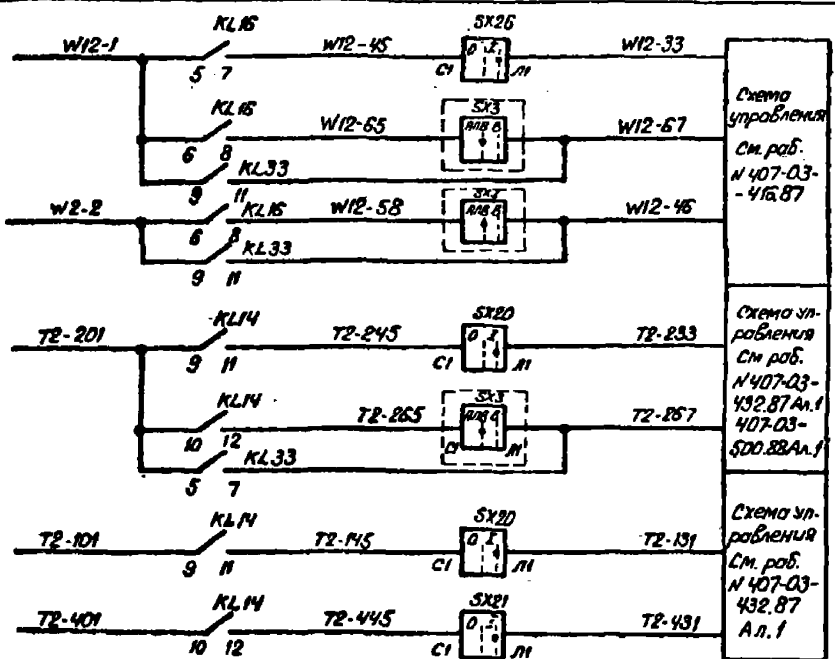 KL16 SX26
W12-1 W12-45 O I W12-33
5 7 C1 Л1
KL16 SX3
W12-65 АПВ В W12-67
6 8 KL33
9 11
W2-2 KL16 W12-58 АПВ В W12-46
6 8 KL33
9 11
Схема
управления
См. раб.
N 407-03-
-416.87
KL14 SX20
T2-201 T2-245 O I T2-233
9 11 C1 Л1
KL14 SX3
T2-265 АПВ В T2-267
10 12 KL33 C1 Л1
5 7
Схема уп-
равления
См раб.
N 407-03-
432.87 Ал.1
407-03-
500.88 Ал.1
KL14 SX20
T2-101 T2-145 O I T2-131
9 11 C1 Л1
KL14 SX21
T2-401 T2-445 O I T2-431
10 12 C1 Л1
Схема уп-
равления
См. раб.
N 407-03-
432.87
Ал. 1